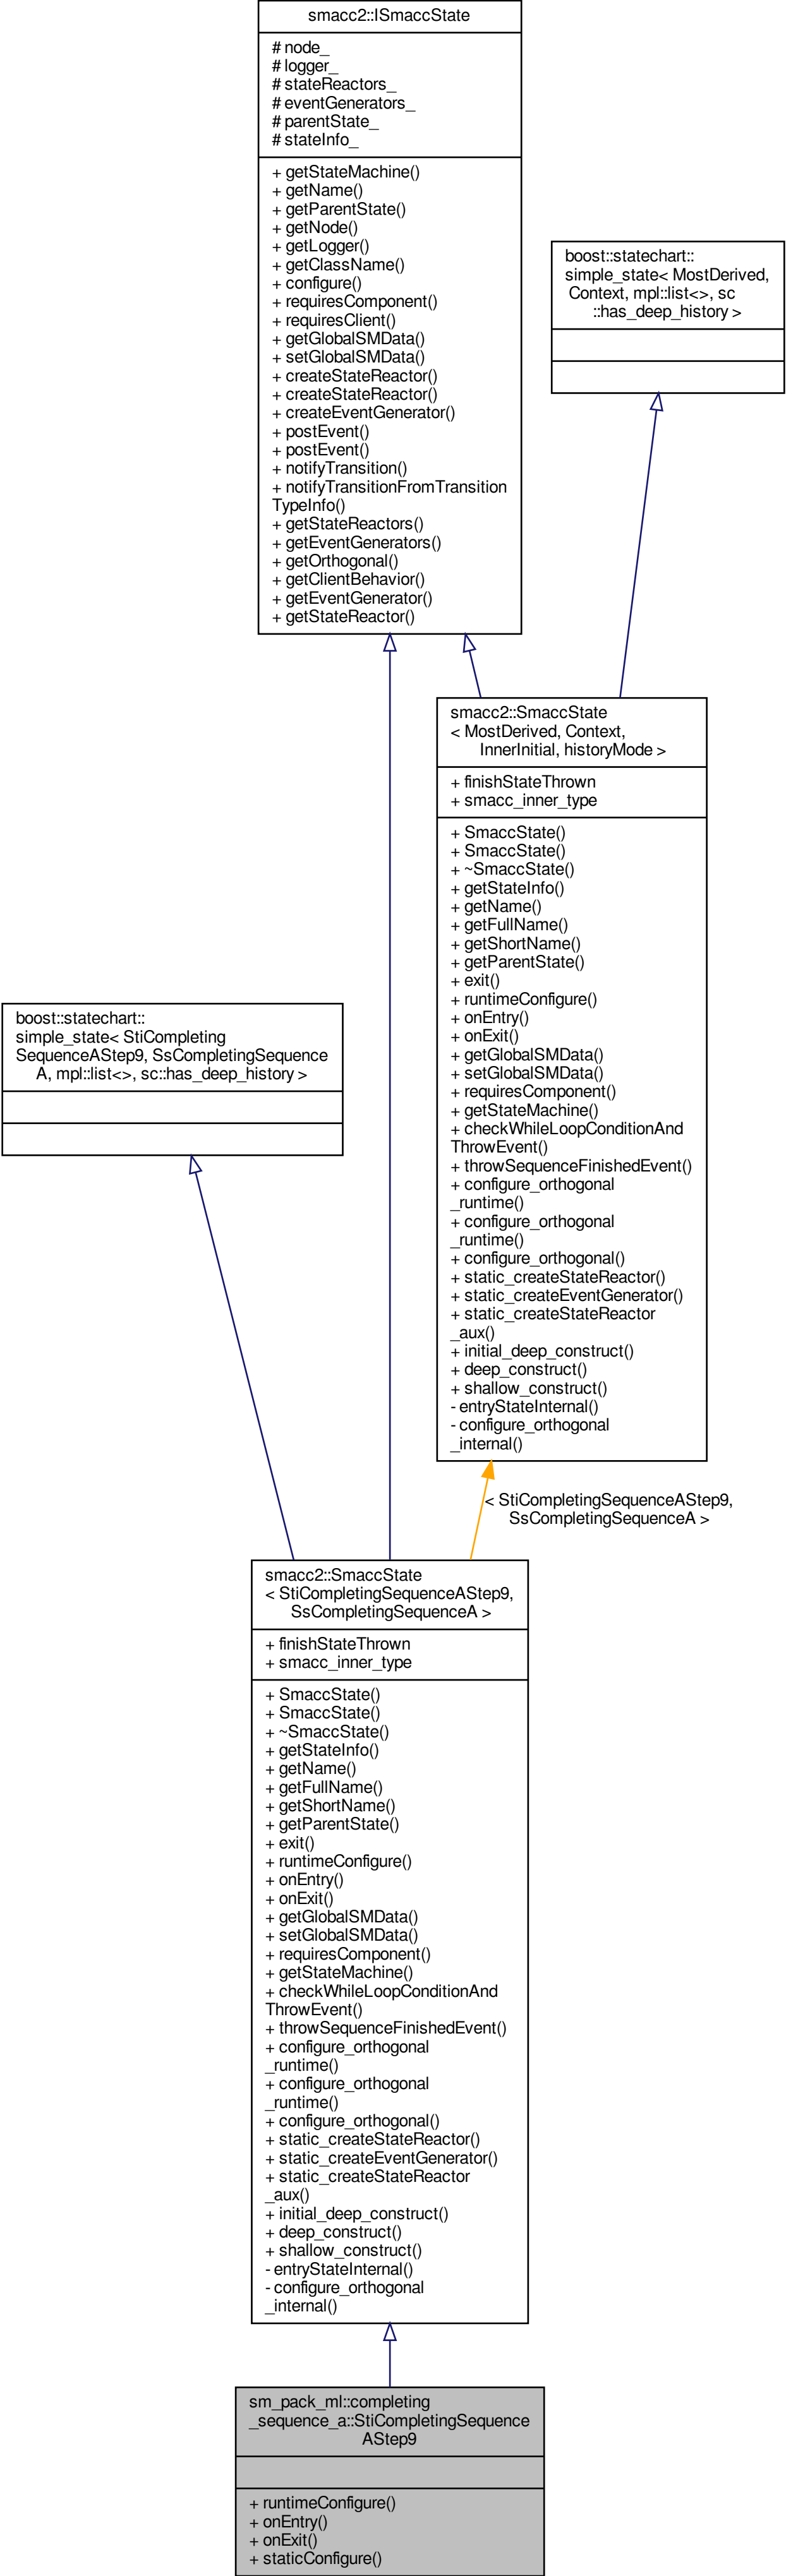 smacc2::ISmaccState
# node_
# logger_
# stateReactors_
# eventGenerators_
# parentState_
# stateInfo_
+ getStateMachine()
+ getName()
+ getParentState()
+ getNode()
+ getLogger()
+ getClassName()
+ configure()
+ requiresComponent()
+ requiresClient()
+ getGlobalSMData()
+ setGlobalSMData()
+ createStateReactor()
+ createStateReactor()
+ createEventGenerator()
+ postEvent()
+ postEvent()
+ notifyTransition()
+ notifyTransitionFromTransition
TypeInfo()
+ getStateReactors()
+ getEventGenerators()
+ getOrthogonal()
+ getClientBehavior()
+ getEventGenerator()
+ getStateReactor()
boost::statechart::
simple_state< MostDerived,
Context, mpl::list<>, sc
::has_deep_history >
smacc2::SmaccState
< MostDerived, Context,
InnerInitial, historyMode >
+ finishStateThrown
+ smacc_inner_type
+ SmaccState()
+ SmaccState()
+ ~SmaccState()
+ getStateInfo()
+ getName()
+ getFullName()
+ getShortName()
+ getParentState()
+ exit()
+ runtimeConfigure()
+ onEntry()
+ onExit()
+ getGlobalSMData()
+ setGlobalSMData()
+ requiresComponent()
+ getStateMachine()
+ checkWhileLoopConditionAnd
ThrowEvent()
+ throwSequenceFinishedEvent()
+ configure_orthogonal
_runtime()
+ configure_orthogonal
_runtime()
+ configure_orthogonal()
+ static_createStateReactor()
+ static_createEventGenerator()
+ static_createStateReactor
_aux()
+ initial_deep_construct()
+ deep_construct()
+ shallow_construct()
- entryStateInternal()
- configure_orthogonal
_internal()
boost::statechart::
simple_state< StiCompleting
SequenceAStep9, SsCompletingSequence
A, mpl::list<>, sc::has_deep_history >
< StiCompletingSequenceAStep9,
SsCompletingSequenceA >
smacc2::SmaccState
< StiCompletingSequenceAStep9,
SsCompletingSequenceA >
+ finishStateThrown
+ smacc_inner_type
+ SmaccState()
+ SmaccState()
+ ~SmaccState()
+ getStateInfo()
+ getName()
+ getFullName()
+ getShortName()
+ getParentState()
+ exit()
+ runtimeConfigure()
+ onEntry()
+ onExit()
+ getGlobalSMData()
+ setGlobalSMData()
+ requiresComponent()
+ getStateMachine()
+ checkWhileLoopConditionAnd
ThrowEvent()
+ throwSequenceFinishedEvent()
+ configure_orthogonal
_runtime()
+ configure_orthogonal
_runtime()
+ configure_orthogonal()
+ static_createStateReactor()
+ static_createEventGenerator()
+ static_createStateReactor
_aux()
+ initial_deep_construct()
+ deep_construct()
+ shallow_construct()
- entryStateInternal()
- configure_orthogonal
_internal()
sm_pack_ml::completing
_sequence_a::StiCompletingSequence
AStep9
+ runtimeConfigure()
+ onEntry()
+ onExit()
+ staticConfigure()